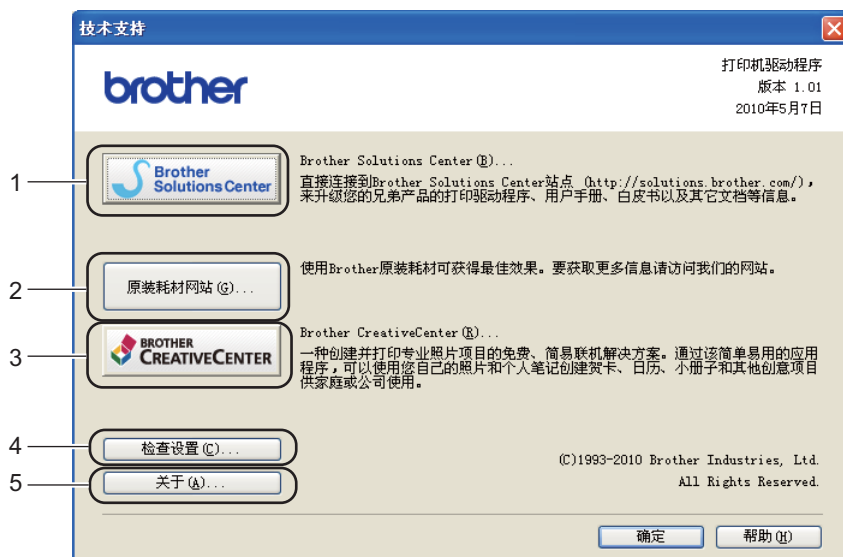 技术支持
brother
打印机驱动程序
版本 1.01
2010年5月7日
1
Brother
Solutions Center
Brother Solutions Center(B)...
直接连接到Brother Solutions Center站点 (http://solutions.brother.com/),
来升级您的兄弟产品的打印驱动程序、用户手册、白皮书以及其它文档等信息。
2
原装耗材网站(G)...
使用Brother原装耗材可获得最佳效果。要获取更多信息请访问我们的网站。
3
BROTHER
CREATIVECENTER
Brother CreativeCenter(R)...
一种创建并打印专业照片项目的免费、简易联机解决方案。通过该简单易用的应用
程序,可以使用您自己的照片和个人笔记创建贺卡、日历、小册子和其他创意项目
供家庭或公司使用。
4
检查设置(C)...
5
关于(A)...
(C)1993-2010 Brother Industries, Ltd.
All Rights Reserved.
确定
帮助(H)